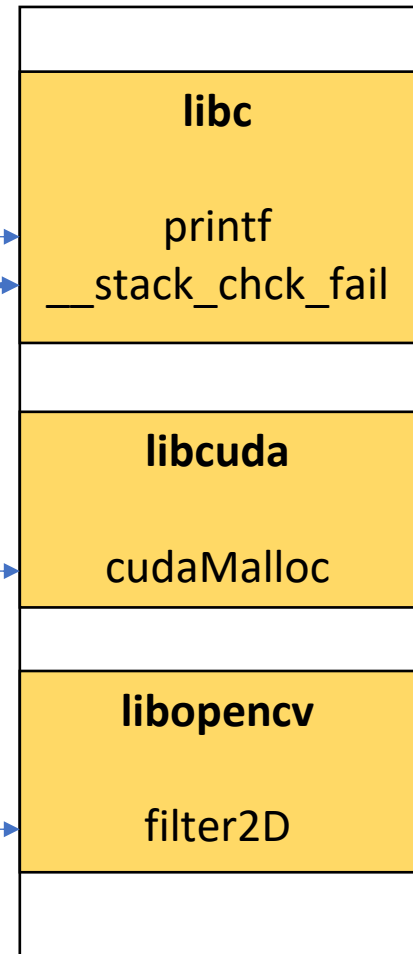 libc
printf
__stack_chck_fail
libcuda
cudaMalloc
libopencv
filter2D